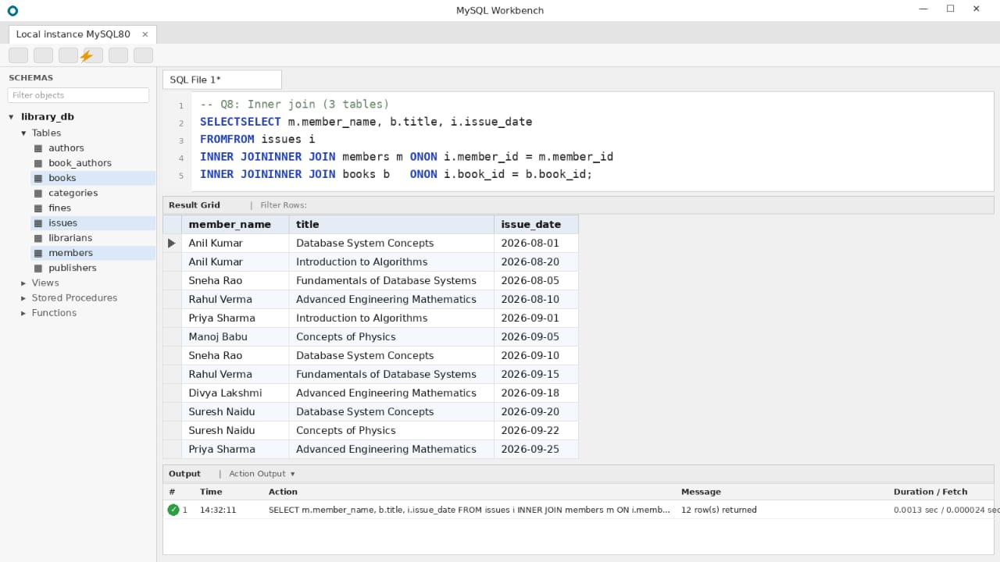 MySQL Workbench
Local instance MySQL80 ✕
SCHEMAS
Filter objects
▾ library_db
▾ Tables
authors
book_authors
books
categories
fines
issues
librarians
members
publishers
▸ Views
▸ Stored Procedures
▸ Functions
SQL File 1*
1 -- Q8: Inner join (3 tables)
2 SELECTSELECT m.member_name, b.title, i.issue_date
3 FROMFROM issues i
4 INNER JOININNER JOIN members m ONON i.member_id = m.member_id
5 INNER JOININNER JOIN books b   ONON i.book_id = b.book_id;
Result Grid | Filter Rows:
member_name title issue_date
Anil Kumar Database System Concepts 2026-08-01
Anil Kumar Introduction to Algorithms 2026-08-20
Sneha Rao Fundamentals of Database Systems 2026-08-05
Rahul Verma Advanced Engineering Mathematics 2026-08-10
Priya Sharma Introduction to Algorithms 2026-09-01
Manoj Babu Concepts of Physics 2026-09-05
Sneha Rao Database System Concepts 2026-09-10
Rahul Verma Fundamentals of Database Systems 2026-09-15
Divya Lakshmi Advanced Engineering Mathematics 2026-09-18
Suresh Naidu Database System Concepts 2026-09-20
Suresh Naidu Concepts of Physics 2026-09-22
Priya Sharma Advanced Engineering Mathematics 2026-09-25
Output | Action Output ▾
# Time Action Message Duration / Fetch
✓ 1 14:32:11 SELECT m.member_name, b.title, i.issue_date FROM issues i INNER JOIN members m ON i.memb... 12 row(s) returned 0.0013 sec / 0.000024 sec